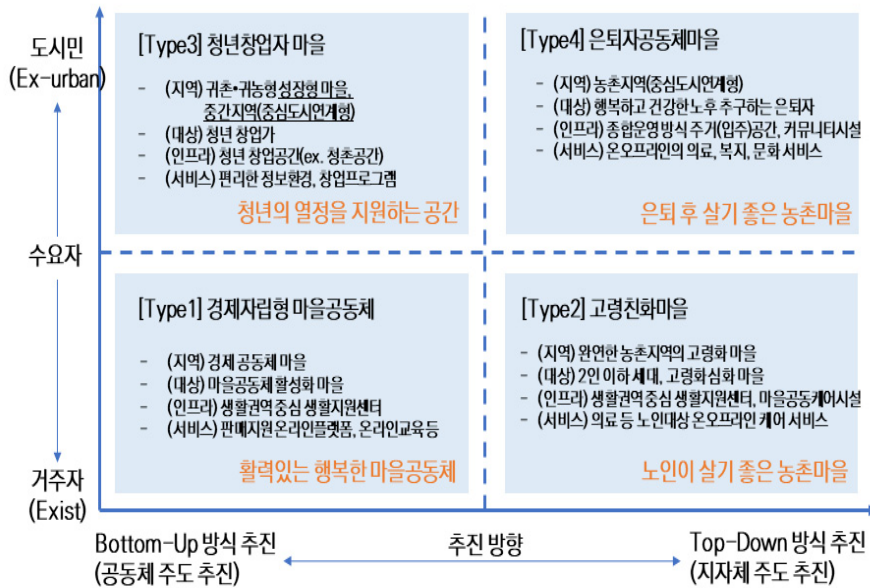 도시민
(Ex-urban)
[Type3] 청년창업자 마을
- (지역) 귀촌•귀농형 성장형 마을,
중간지역(중심도시연계형)
- (대상) 청년 창업가
- (인프라) 청년 창업공간(ex. 청촌공간)
- (서비스) 편리한 정보환경, 창업프로그램
청년의 열정을 지원하는 공간
[Type4] 은퇴자공동체마을
- (지역) 농촌지역(중심도시연계형)
- (대상) 행복하고 건강한 노후 추구하는 은퇴자
- (인프라) 종합운영 방식 주거(입주)공간, 커뮤니티시설
- (서비스) 온오프라인의 의료, 복지, 문화 서비스
은퇴 후 살기 좋은 농촌마을
수요자
[Type1] 경제자립형 마을공동체
- (지역) 경제 공동체 마을
- (대상) 마을공동체 활성화 마을
- (인프라) 생활권역 중심 생활지원센터
- (서비스) 판매지원 온라인플랫폼, 온라인교육 등
활력있는 행복한 마을공동체
[Type2] 고령친화마을
- (지역) 완연한 농촌지역의 고령화 마을
- (대상) 2인 이하 세대, 고령화심화 마을
- (인프라) 생활권역 중심 생활지원센터, 마을공동케어시설
- (서비스) 의료 등 노인대상 온오프라인 케어 서비스
노인이 살기 좋은 농촌마을
거주자
(Exist)
Bottom-Up 방식 추진
(공동체 주도 추진)
추진 방향
Top-Down 방식 추진
(지자체 주도 추진)